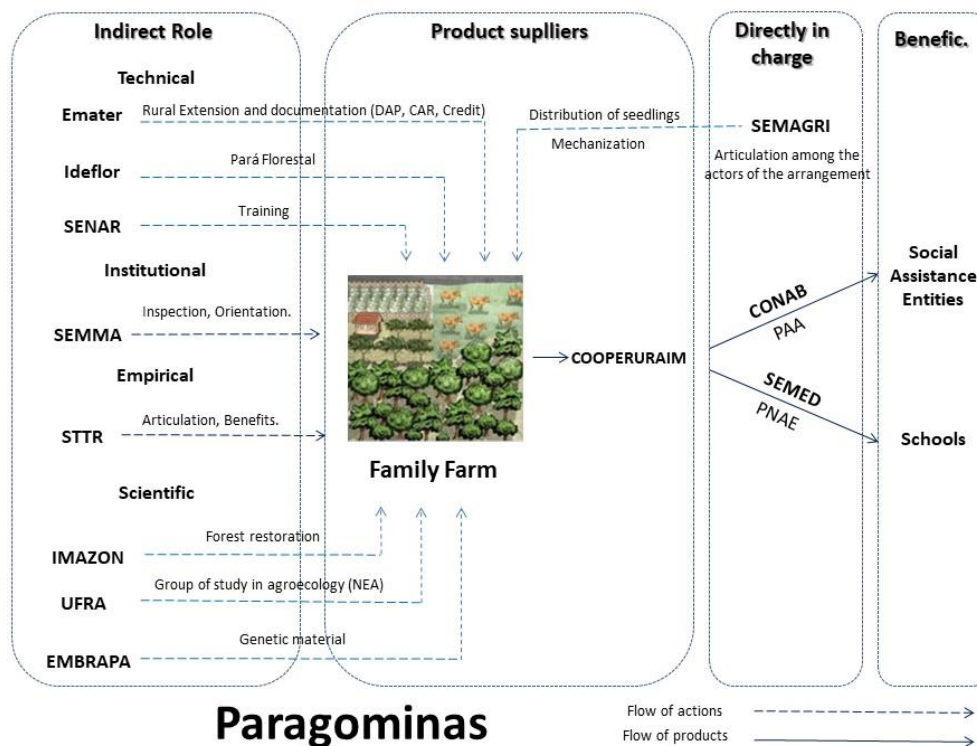 Indirect Role
Technical
Emater
Rural Extension and documentation (DAP, CAR, Credit)
Ideflor
Pará Florestal
SENAR
Training
Institutional
SEMMA
Inspection, Orientation.
Empirical
STTR
Articulation, Benefits.
Scientific
IMAZON
Forest restoration
UFRA
Group of study in agroecology (NEA)
EMBRAPA
Genetic material
Product suplliers
Family Farm
COOPERURAIM
Directly in
charge
Distribution of seedlings
Mechanization
SEMAGRI
Articulation among the
actors of the arrangement
CONAB
PAA
SEMED
PNAE
Benefic.
Social
Assistance
Entities
Schools
Paragominas
Flow of actions
Flow of products